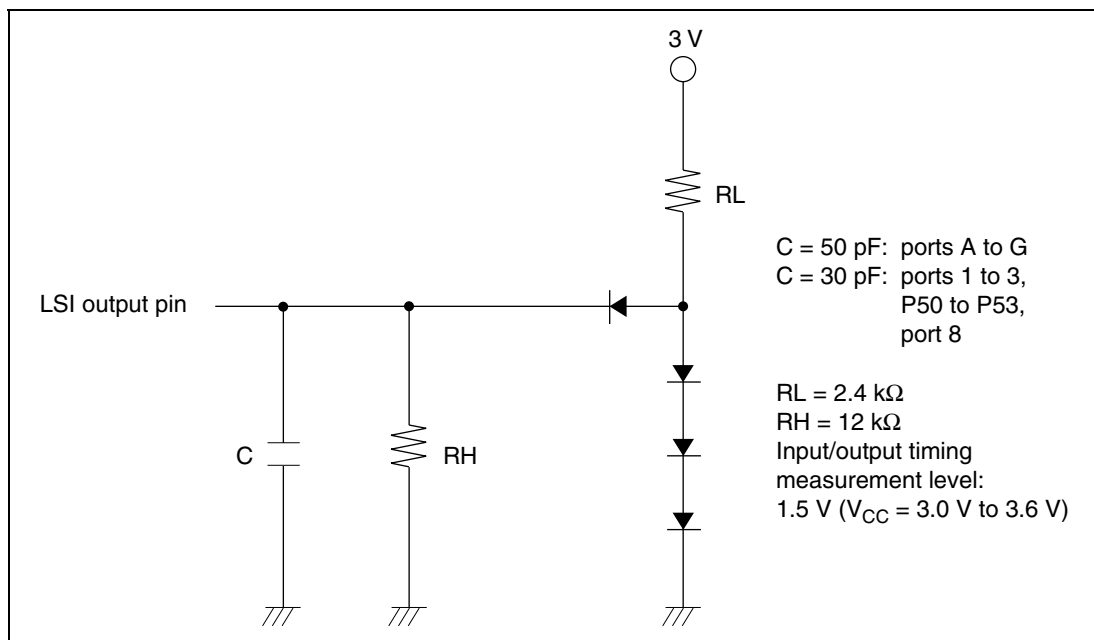 3 V
RL
C = 50 pF: ports A to G
C = 30 pF: ports 1 to 3,
P50 to P53,
port 8
LSI output pin
RL = 2.4 kΩ
RH = 12 kΩ
Input/output timing
measurement level:
1.5 V (VCC = 3.0 V to 3.6 V)
C
RH